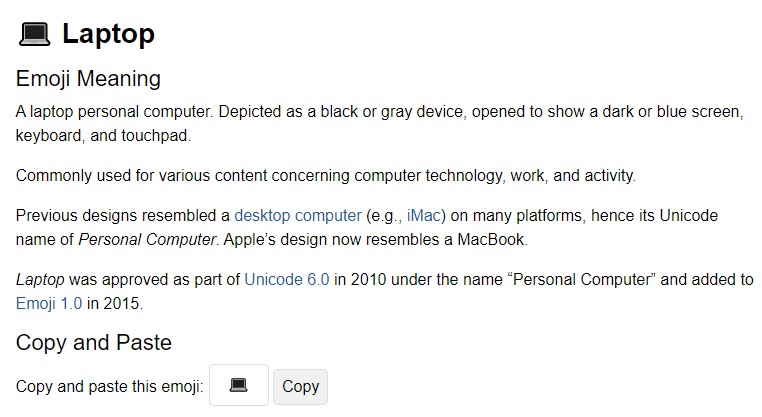 💻 Laptop
Emoji Meaning
A laptop personal computer. Depicted as a black or gray device, opened to show a dark or blue screen,
keyboard, and touchpad.
Commonly used for various content concerning computer technology, work, and activity.
Previous designs resembled a desktop computer (e.g., iMac) on many platforms, hence its Unicode
name of Personal Computer. Apple’s design now resembles a MacBook.
Laptop was approved as part of Unicode 6.0 in 2010 under the name “Personal Computer” and added to
Emoji 1.0 in 2015.
Copy and Paste
Copy and paste this emoji: 💻 Copy